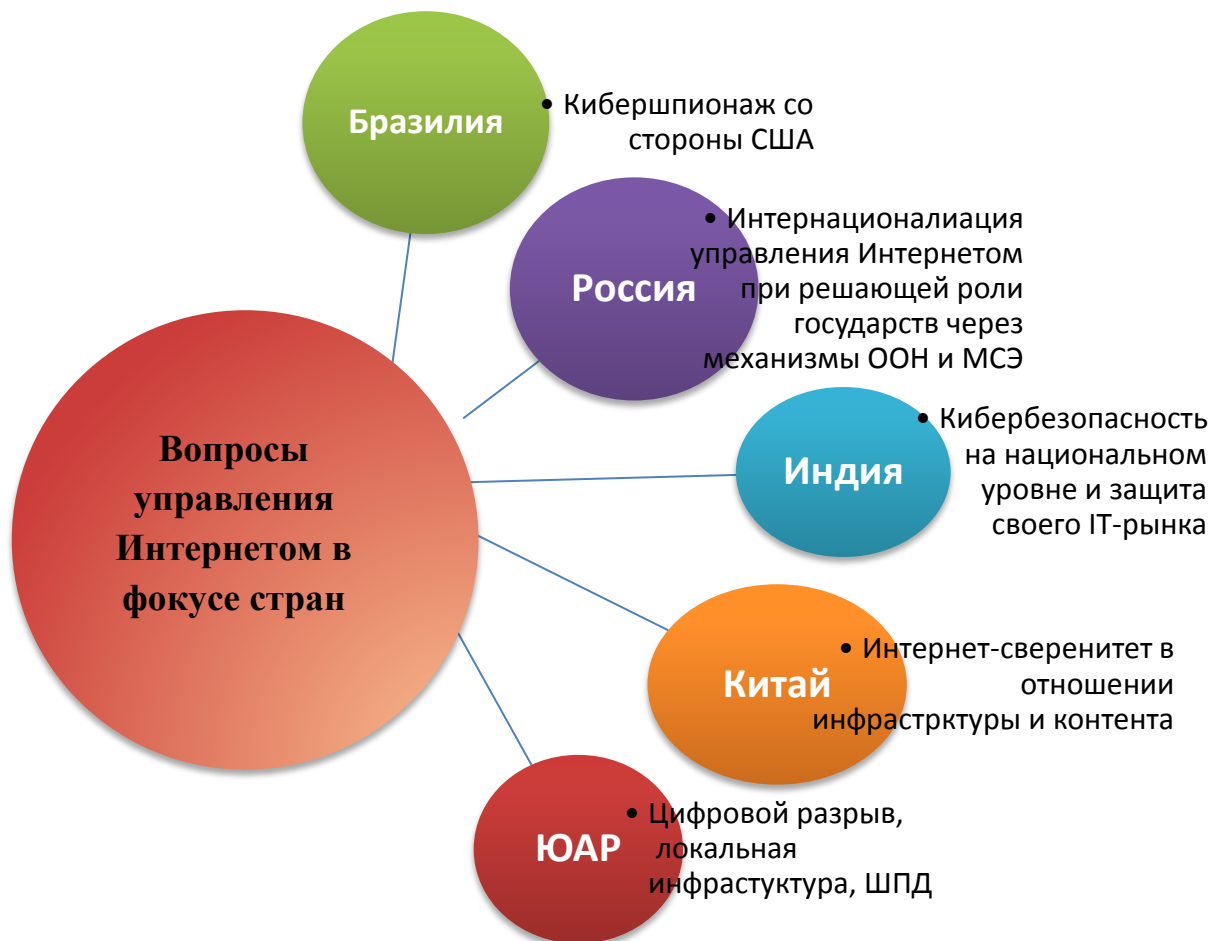 Бразилия
• Кибершпионаж со
стороны США
Россия
• Интернационалиация
управления Интернетом
при решающей роли
государств через
механизмы ООН и МСЭ
Индия
• Кибербезопасность
на национальном
уровне и защита
своего IT-рынка
Китай
• Интернет-сверенитет в
отношении
инфрастрктуры и контента
ЮАР
• Цифровой разрыв,
локальная
инфрастуктура, ШПД
Вопросы
управления
Интернетом в
фокусе стран